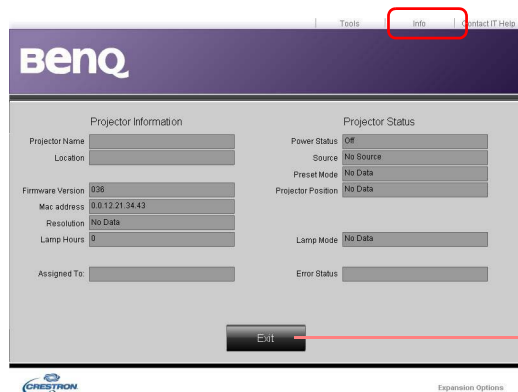 Tools Info Contact IT Help
BenQ
Projector Information
Projector Name
Location
Firmware Version 036
Mac address 0.0.12.21.34.43
Resolution No Data
Lamp Hours 0
Assigned To:
Projector Status
Power Status Off
Source No Source
Preset Mode No Data
Projector Position No Data
Lamp Mode No Data
Error Status
Exit
CRESTRON
Expansion Options